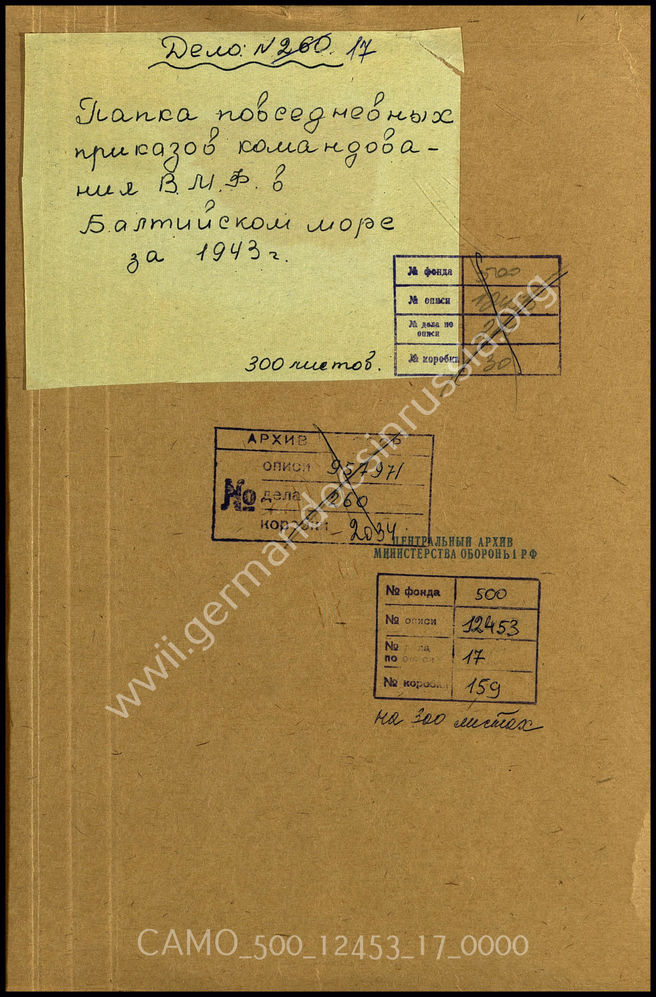 Дело: №260. 17
Папка повседневных
приказов командова-
ния В.М.Ф. в
Балтийском море
за 1943 г.
300 листов.
№ фонда 500
№ описи
№ дела по описи
№ коробки 30
АРХИВ
№
описи 957971
дела 260
коробки 2034
ЦЕНТРАЛЬНЫЙ АРХИВ
МИНИСТЕРСТВА ОБОРОНЫ РФ
№ фонда 500
№ описи 12453
№ дела по описи 17
№ коробки 159
на 300 листах
www.germandocsinrussia.org
CAMO_500_12453_17_0000